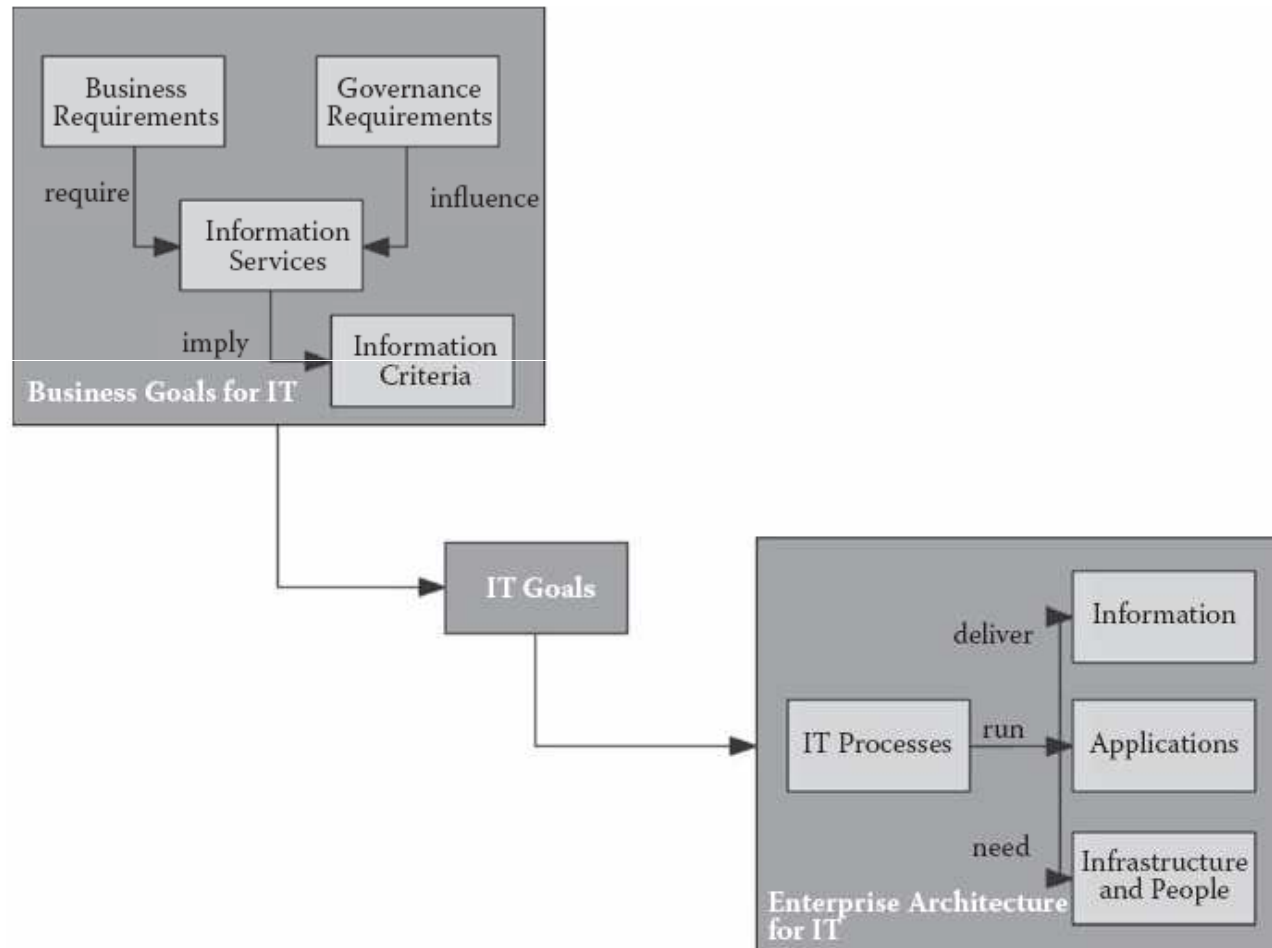 Business
Requirements
Governance
Requirements
require
influence
Information
Services
imply
Information
Criteria
Business Goals for IT
IT Goals
deliver
Information
IT Processes
run
Applications
need
Infrastructure
and People
Enterprise Architecture
for IT